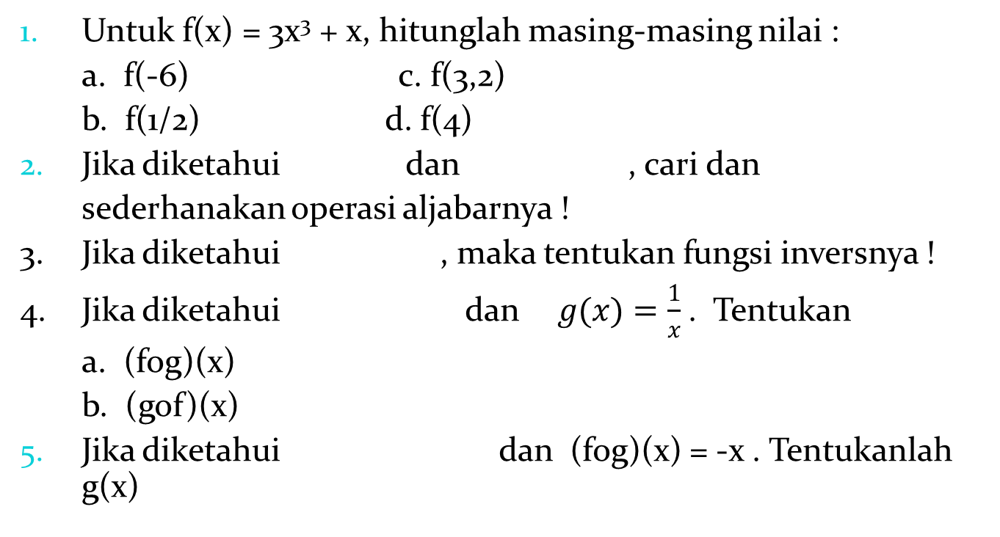 1. Untuk f(x) = 3x³ + x, hitunglah masing-masing nilai :
a. f(-6) c. f(3,2)
b. f(1/2) d. f(4)
2. Jika diketahui dan , cari dan
sederhanakan operasi aljabarnya !
3. Jika diketahui , maka tentukan fungsi inversnya !
4. Jika diketahui dan g(x) = 1/x . Tentukan
a. (fog)(x)
b. (gof)(x)
5. Jika diketahui dan (fog)(x) = -x . Tentukanlah
g(x)